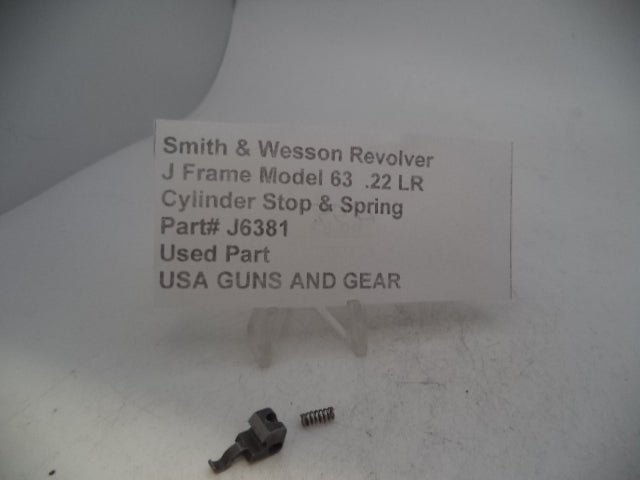 Smith & Wesson Revolver
J Frame Model 63 .22 LR
Cylinder Stop & Spring
Part# J6381
Used Part
USA GUNS AND GEAR